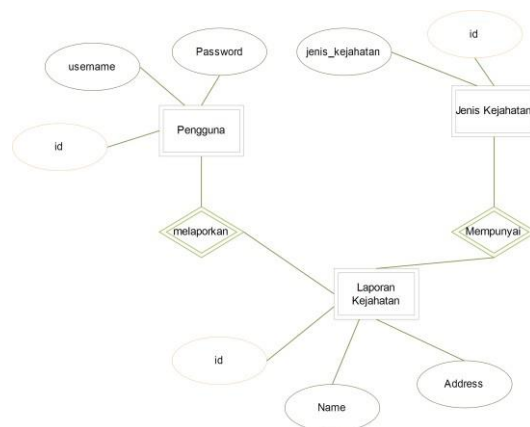 id
Password
jenis_kejahatan
username
Jenis Kejahatan
Pengguna
id
melaporkan
Mempunyai
Laporan
Kejahatan
id
Address
Name